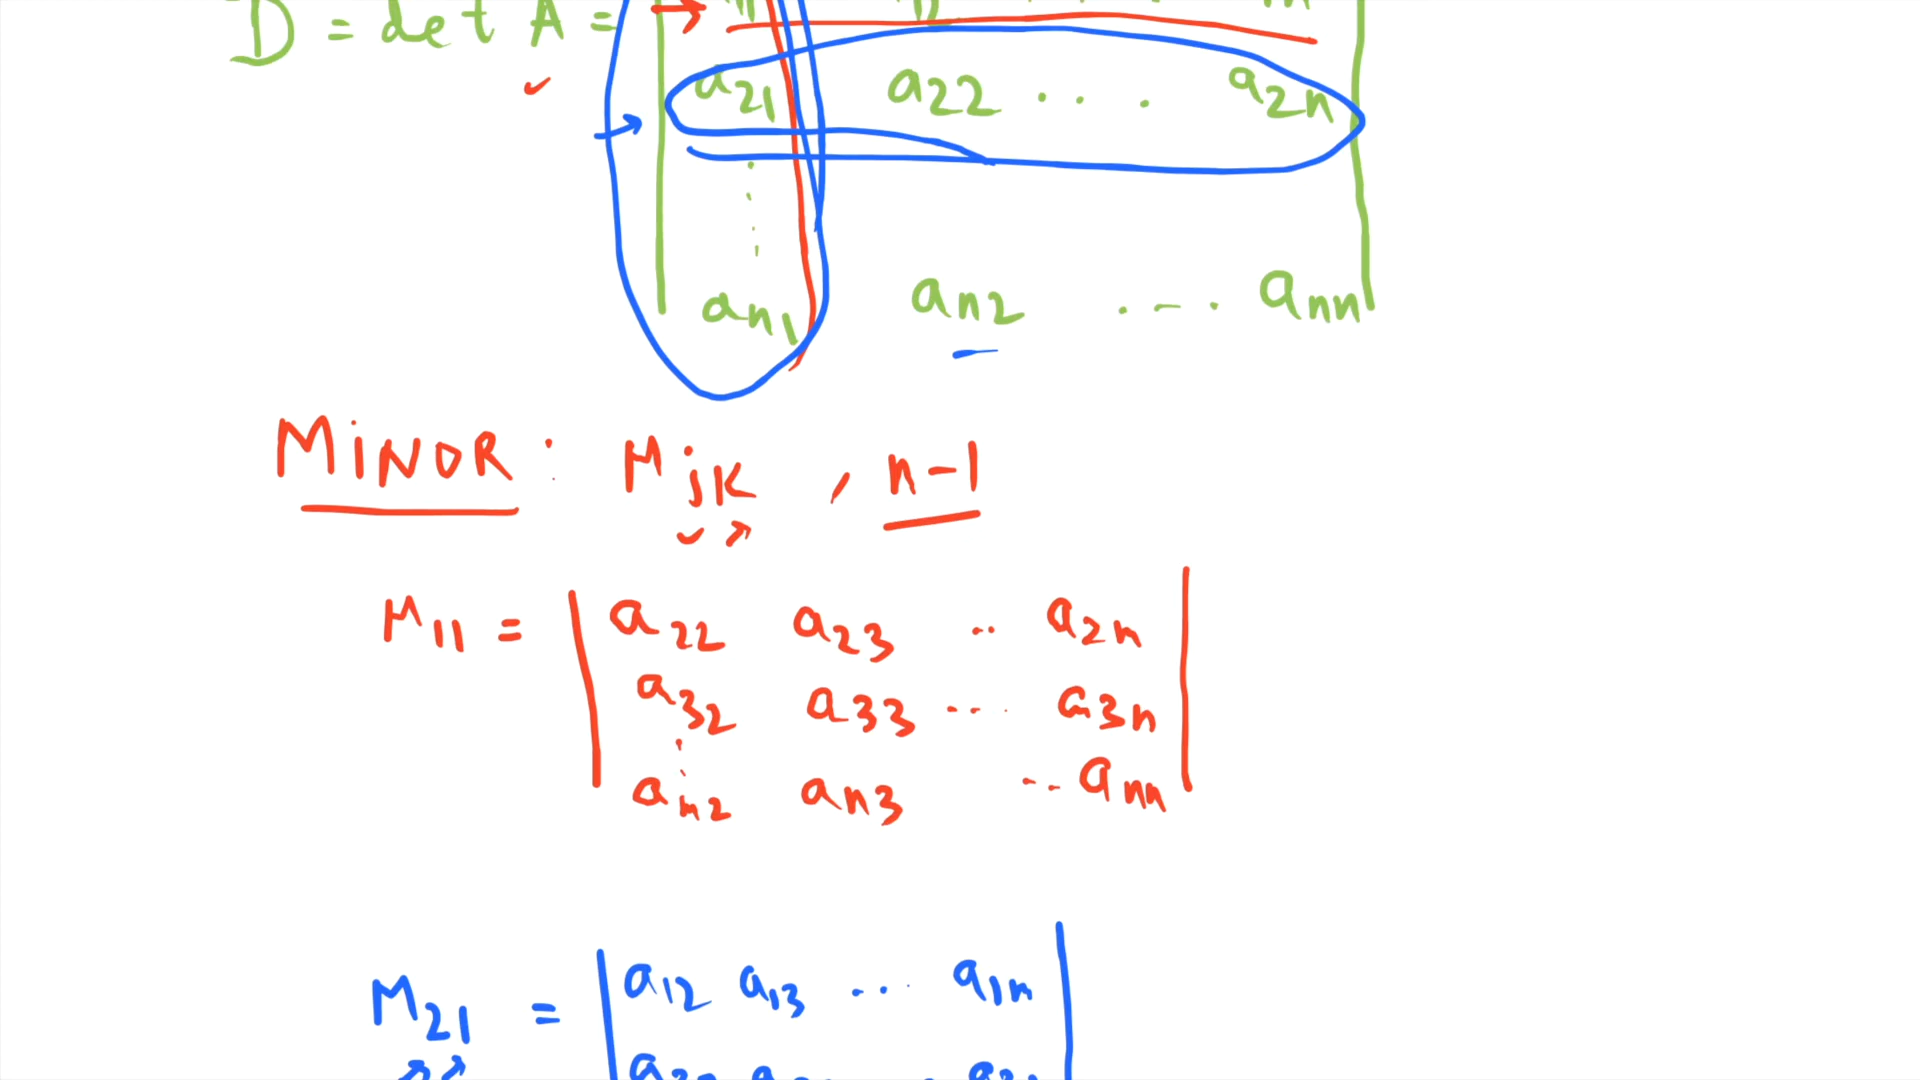 D = det A =
a21 a22 . . . a2n
an1 an2 . - . ann
MINOR : Mjk , n-1
M11 = | a22 a23 .. a2n |
a32 a33 ... a3n
an2 an3 .. ann
M21 = | a12 a13 ... a1n |